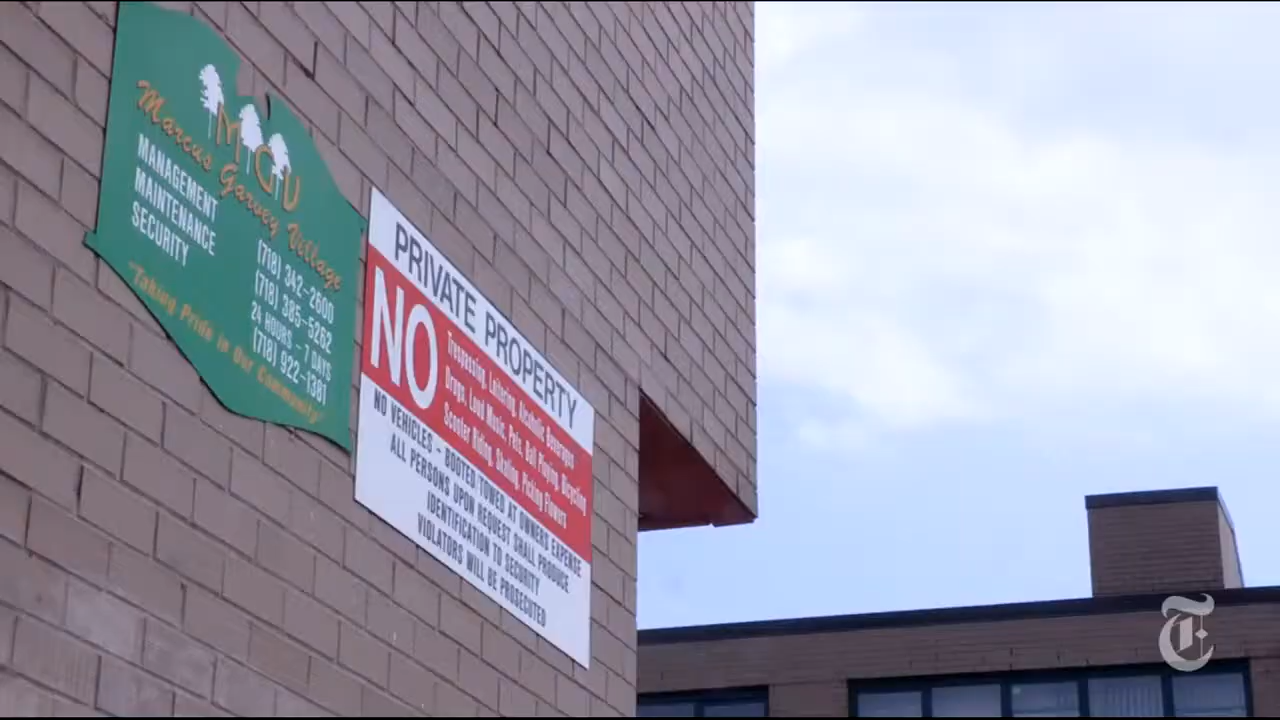 MGV
Marcus Garvey Village
MANAGEMENT (718) 342-2600
MAINTENANCE (718) 385-5262
SECURITY 24 HOURS - 7 DAYS
(718) 922-1381
"Taking Pride in Our Community"
PRIVATE PROPERTY
NO
Trespassing, Loitering, Alcoholic Beverages
Drugs, Loud Music, Pets, Ball Playing, Bicycling
Scooter Riding, Skating, Picking Flowers
NO VEHICLES - BOOTED/TOWED AT OWNERS EXPENSE
ALL PERSONS UPON REQUEST SHALL PRODUCE
IDENTIFICATION TO SECURITY
VIOLATORS WILL BE PROSECUTED
T